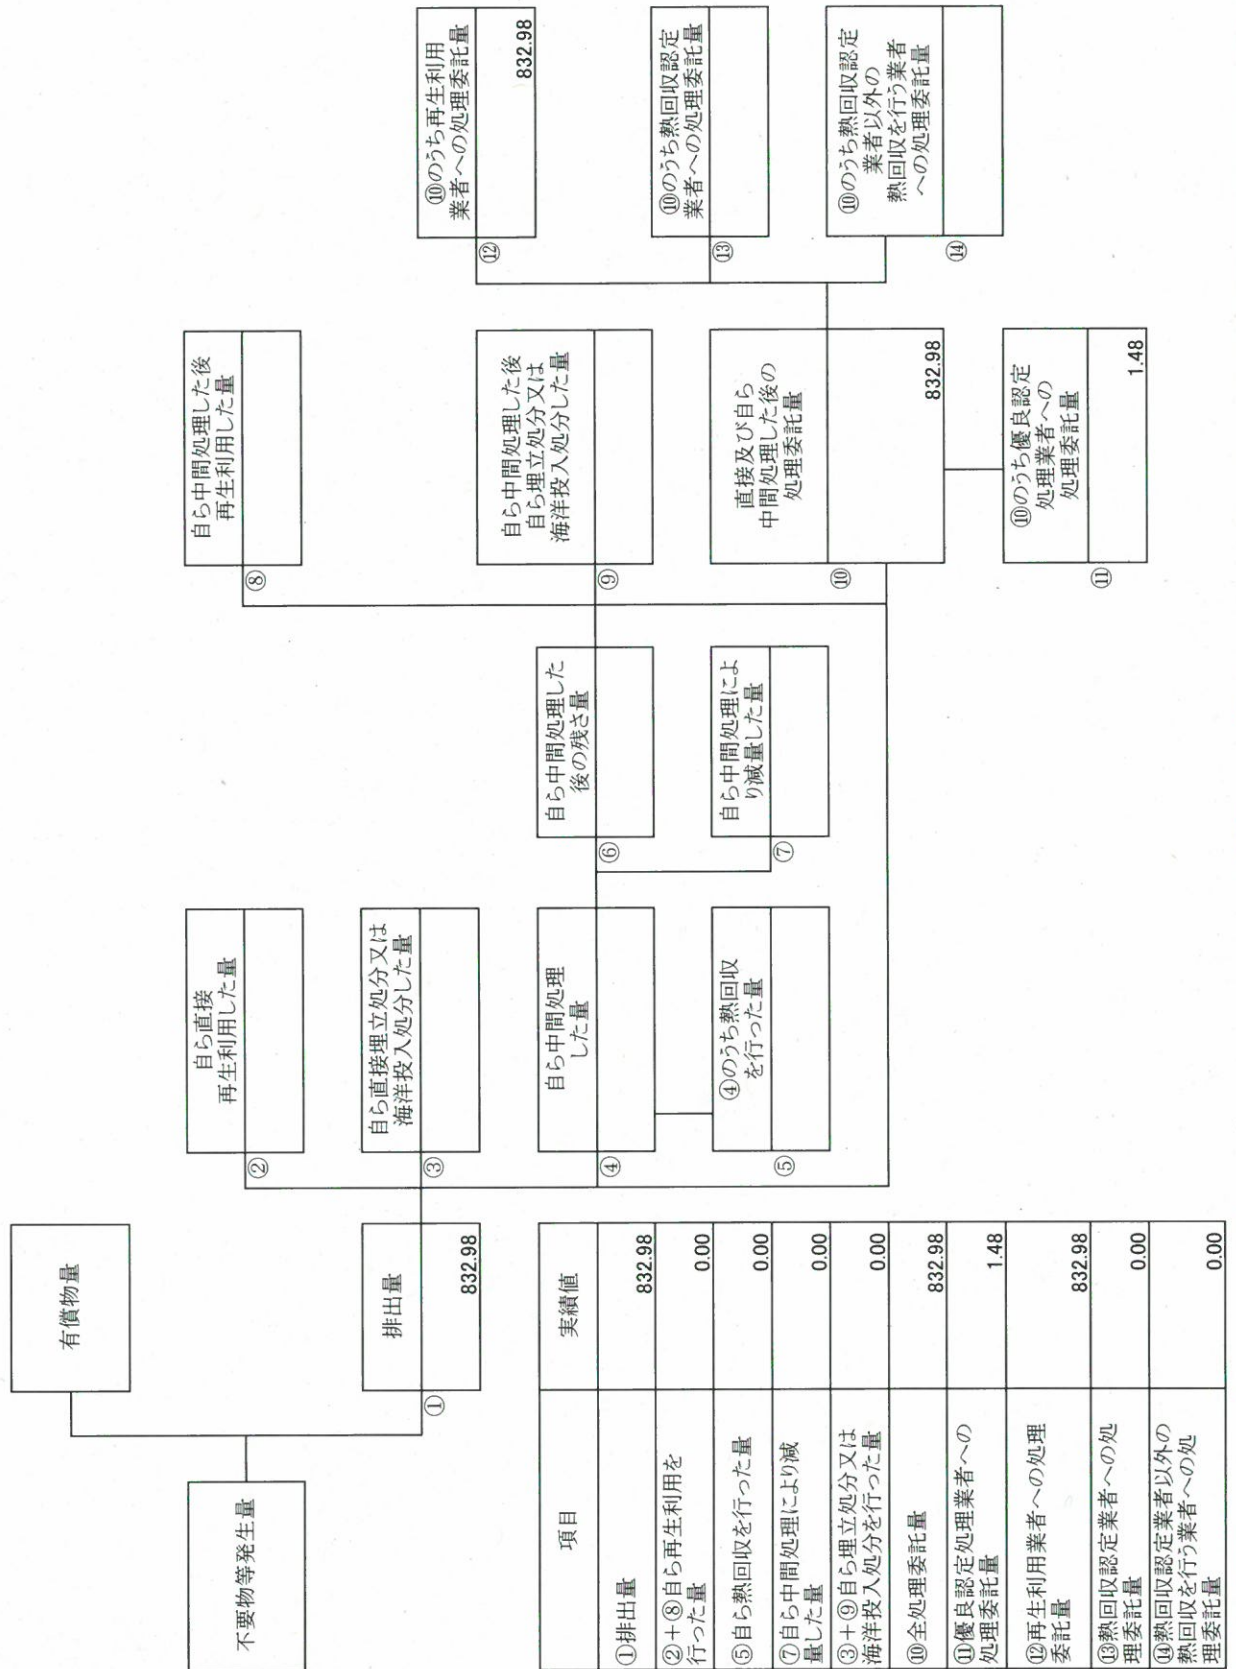 不要物等発生量
有償物量
①
排出量
832.98
②
自ら直接
再生利用した量
③
自ら直接埋立処分又は
海洋投入処分した量
④
自ら中間処理
した量
⑤
④のうち熱回収
を行った量
⑥
自ら中間処理した
後の残さ量
⑦
自ら中間処理によ
り減量した量
⑧
自ら中間処理した後
再生利用した量
⑨
自ら中間処理した後
自ら埋立処分又は
海洋投入処分した量
⑩
直接及び自ら
中間処理した後の
処理委託量
832.98
⑪
⑩のうち優良認定
処理業者への
処理委託量
1.48
⑫
⑩のうち再生利用
業者への処理委託量
832.98
⑬
⑩のうち熱回収認定
業者への処理委託量
⑭
⑩のうち熱回収認定
業者以外の
熱回収を行う業者
への処理委託量
項目 実績値
①排出量 832.98
②+⑧自ら再生利用を
行った量 0.00
⑤自ら熱回収を行った量 0.00
⑦自ら中間処理により減
量した量 0.00
③+⑨自ら埋立処分又は
海洋投入処分を行った量 0.00
⑩全処理委託量 832.98
⑪優良認定処理業者への
処理委託量 1.48
⑫再生利用業者への処理
委託量 832.98
⑬熱回収認定業者への処
理委託量 0.00
⑭熱回収認定業者以外の
熱回収を行う業者への処
理委託量 0.00